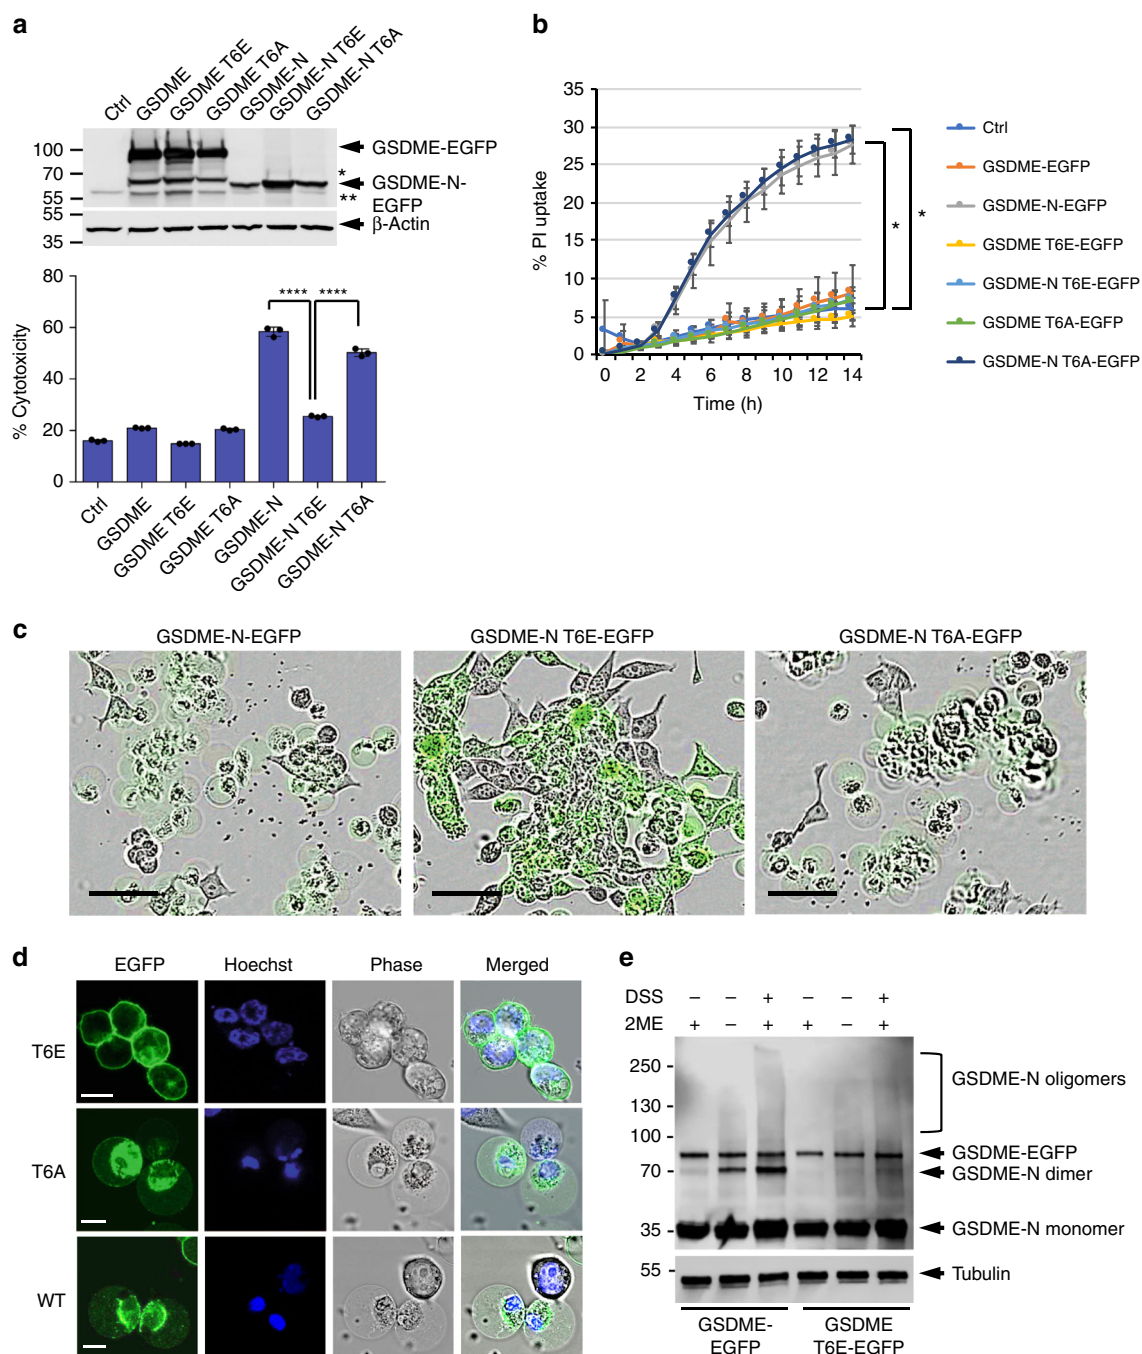 a
Ctrl
GSDME
GSDME T6E
GSDME T6A
GSDME-N
GSDME-N T6E
GSDME-N T6A
100
70
55
55
35
GSDME-EGFP
*
GSDME-N-
** EGFP
β-Actin
% Cytotoxicity
80
60
40
20
0
**** ****
Ctrl
GSDME
GSDME T6E
GSDME T6A
GSDME-N
GSDME-N T6E
GSDME-N T6A
b
% PI uptake
35
30
25
20
15
10
5
0
0 2 4 6 8 10 12 14
Time (h)
*
*
Ctrl
GSDME-EGFP
GSDME-N-EGFP
GSDME T6E-EGFP
GSDME-N T6E-EGFP
GSDME T6A-EGFP
GSDME-N T6A-EGFP
c
GSDME-N-EGFP GSDME-N T6E-EGFP GSDME-N T6A-EGFP
d
EGFP Hoechst Phase Merged
T6E
T6A
WT
e
DSS – – + – – +
2ME + – + + – +
250
130
100
70
35
55
GSDME-N oligomers
GSDME-EGFP
GSDME-N dimer
GSDME-N monomer
Tubulin
GSDME-
EGFP
GSDME
T6E-EGFP